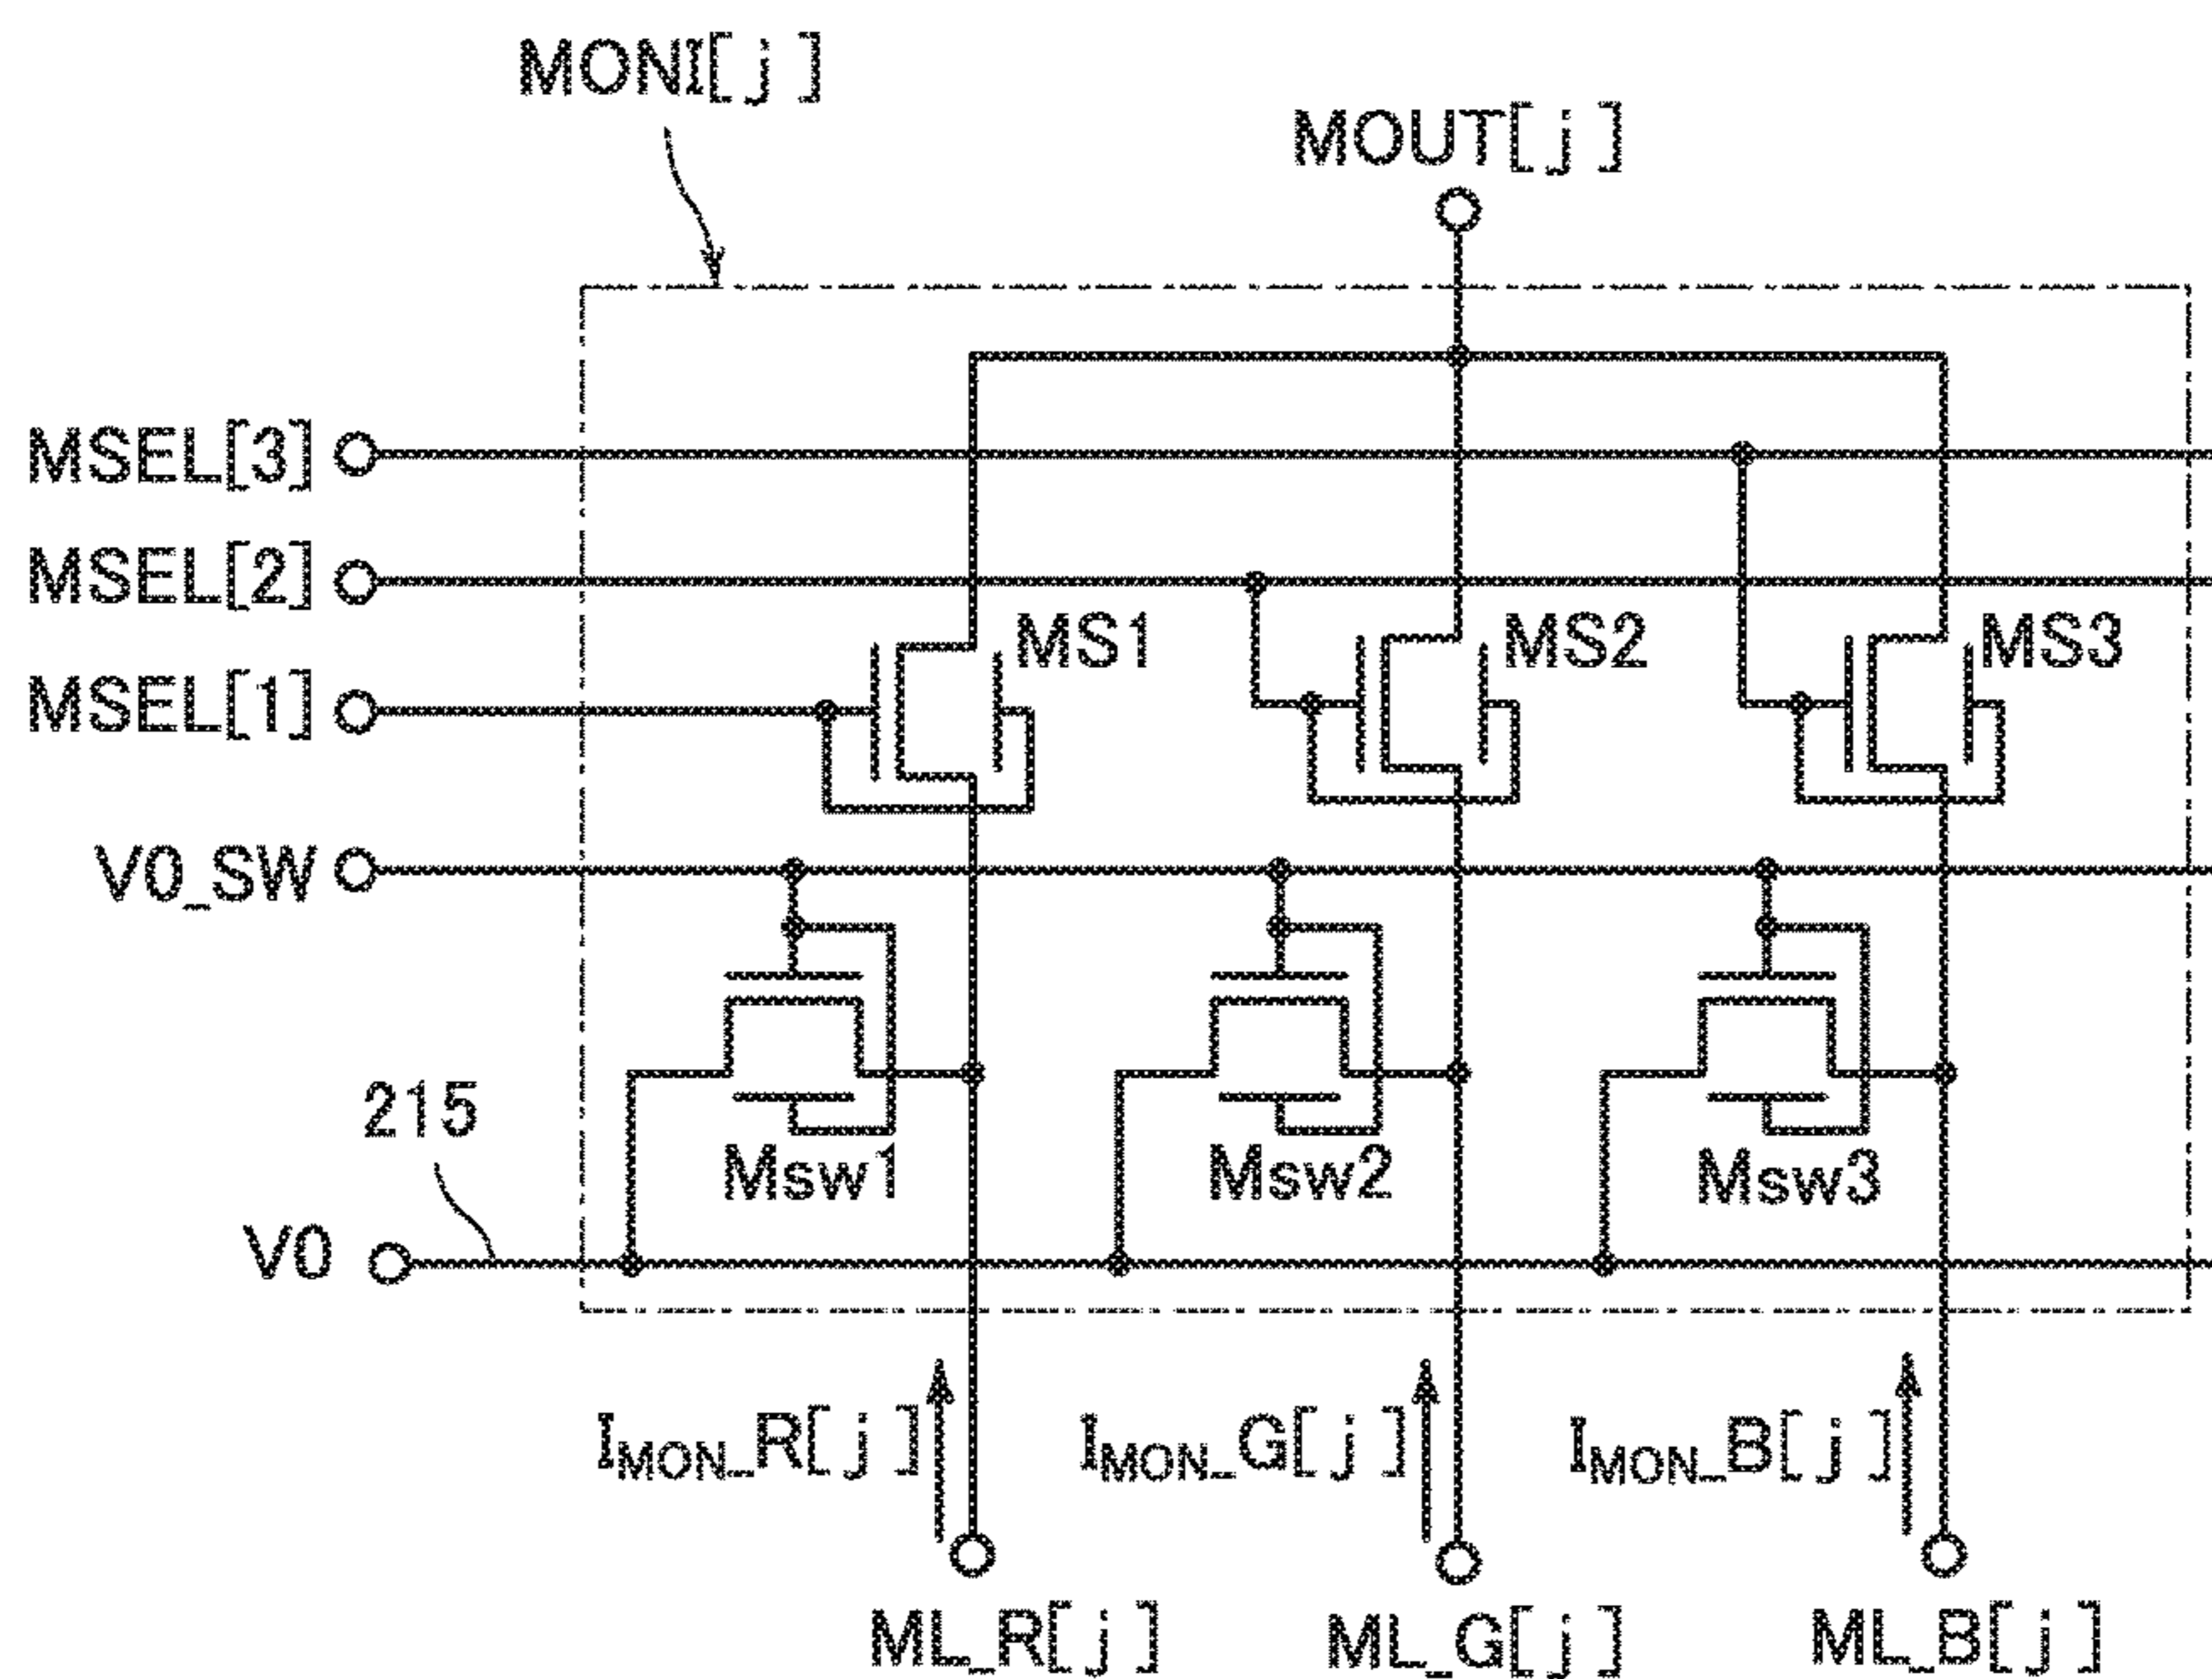 MONI[j]
MOUT[j]
MSEL[3]
MSEL[2]
MS1
MS2
MS3
MSEL[1]
V0_SW
215
Msw1
Msw2
Msw3
V0
IMON_R[j]
IMON_G[j]
IMON_B[j]
ML_R[j]
ML_G[j]
ML_B[j]